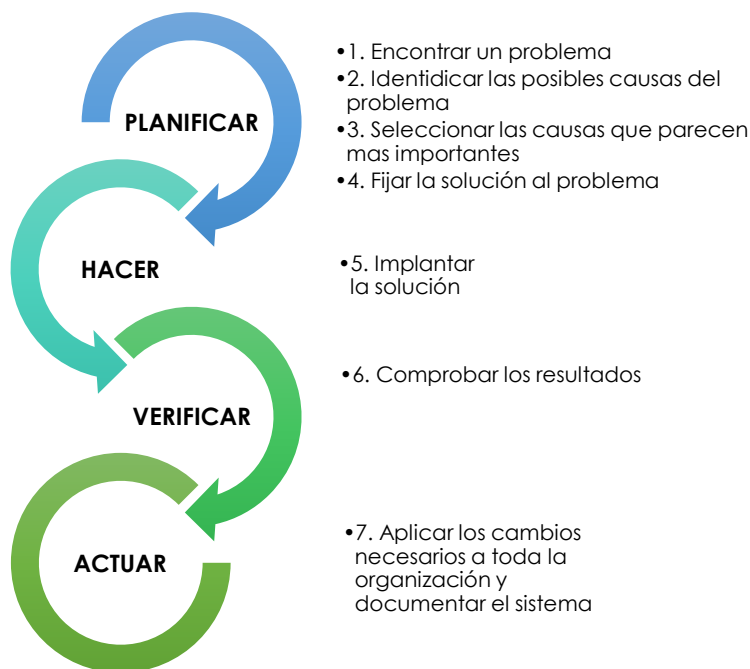 PLANIFICAR
•1. Encontrar un problema
•2. Identidicar las posibles causas del
problema
•3. Seleccionar las causas que parecen
mas importantes
•4. Fijar la solución al problema
HACER
•5. Implantar
la solución
VERIFICAR
•6. Comprobar los resultados
ACTUAR
•7. Aplicar los cambios
necesarios a toda la
organización y
documentar el sistema